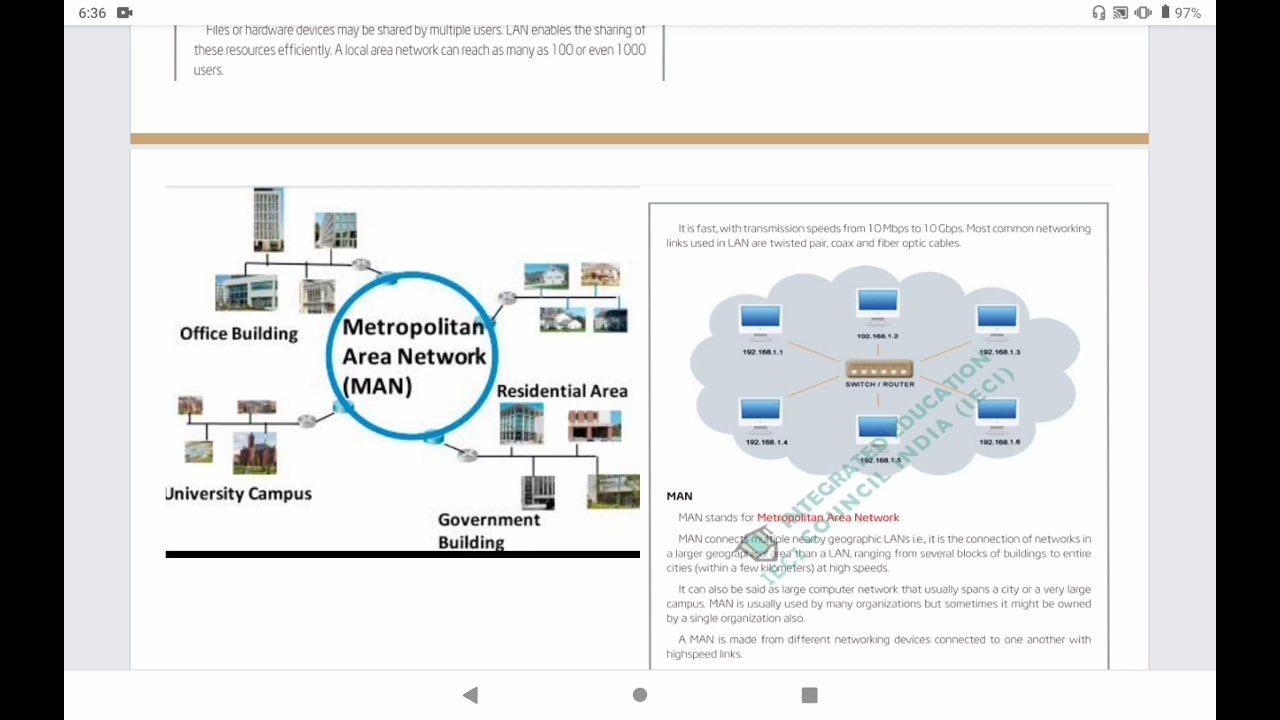 6:36
97%
Files or hardware devices may be shared by multiple users. LAN enables the sharing of
these resources efficiently. A local area network can reach as many as 100 or even 1000
users.
Office Building
Metropolitan
Area Network
(MAN)
Residential Area
University Campus
Government
Building
It is fast, with transmission speeds from 10 Mbps to 10 Gbps. Most common networking
links used in LAN are twisted pair, coax and fiber optic cables.
192.168.1.1
102.168.1.2
192.168.1.3
SWITCH / ROUTER
192.168.1.4
192.168.1.5
192.168.1.6
INTEGRATED EDUCATION
COUNCIL INDIA (IECI)
IECI
MAN
MAN stands for Metropolitan Area Network
MAN connects multiple nearby geographic LANs i.e., it is the connection of networks in
a larger geographical area than a LAN, ranging from several blocks of buildings to entire
cities (within a few kilometers) at high speeds.
It can also be said as large computer network that usually spans a city or a very large
campus. MAN is usually used by many organizations but sometimes it might be owned
by a single organization also.
A MAN is made from different networking devices connected to one another with
highspeed links.